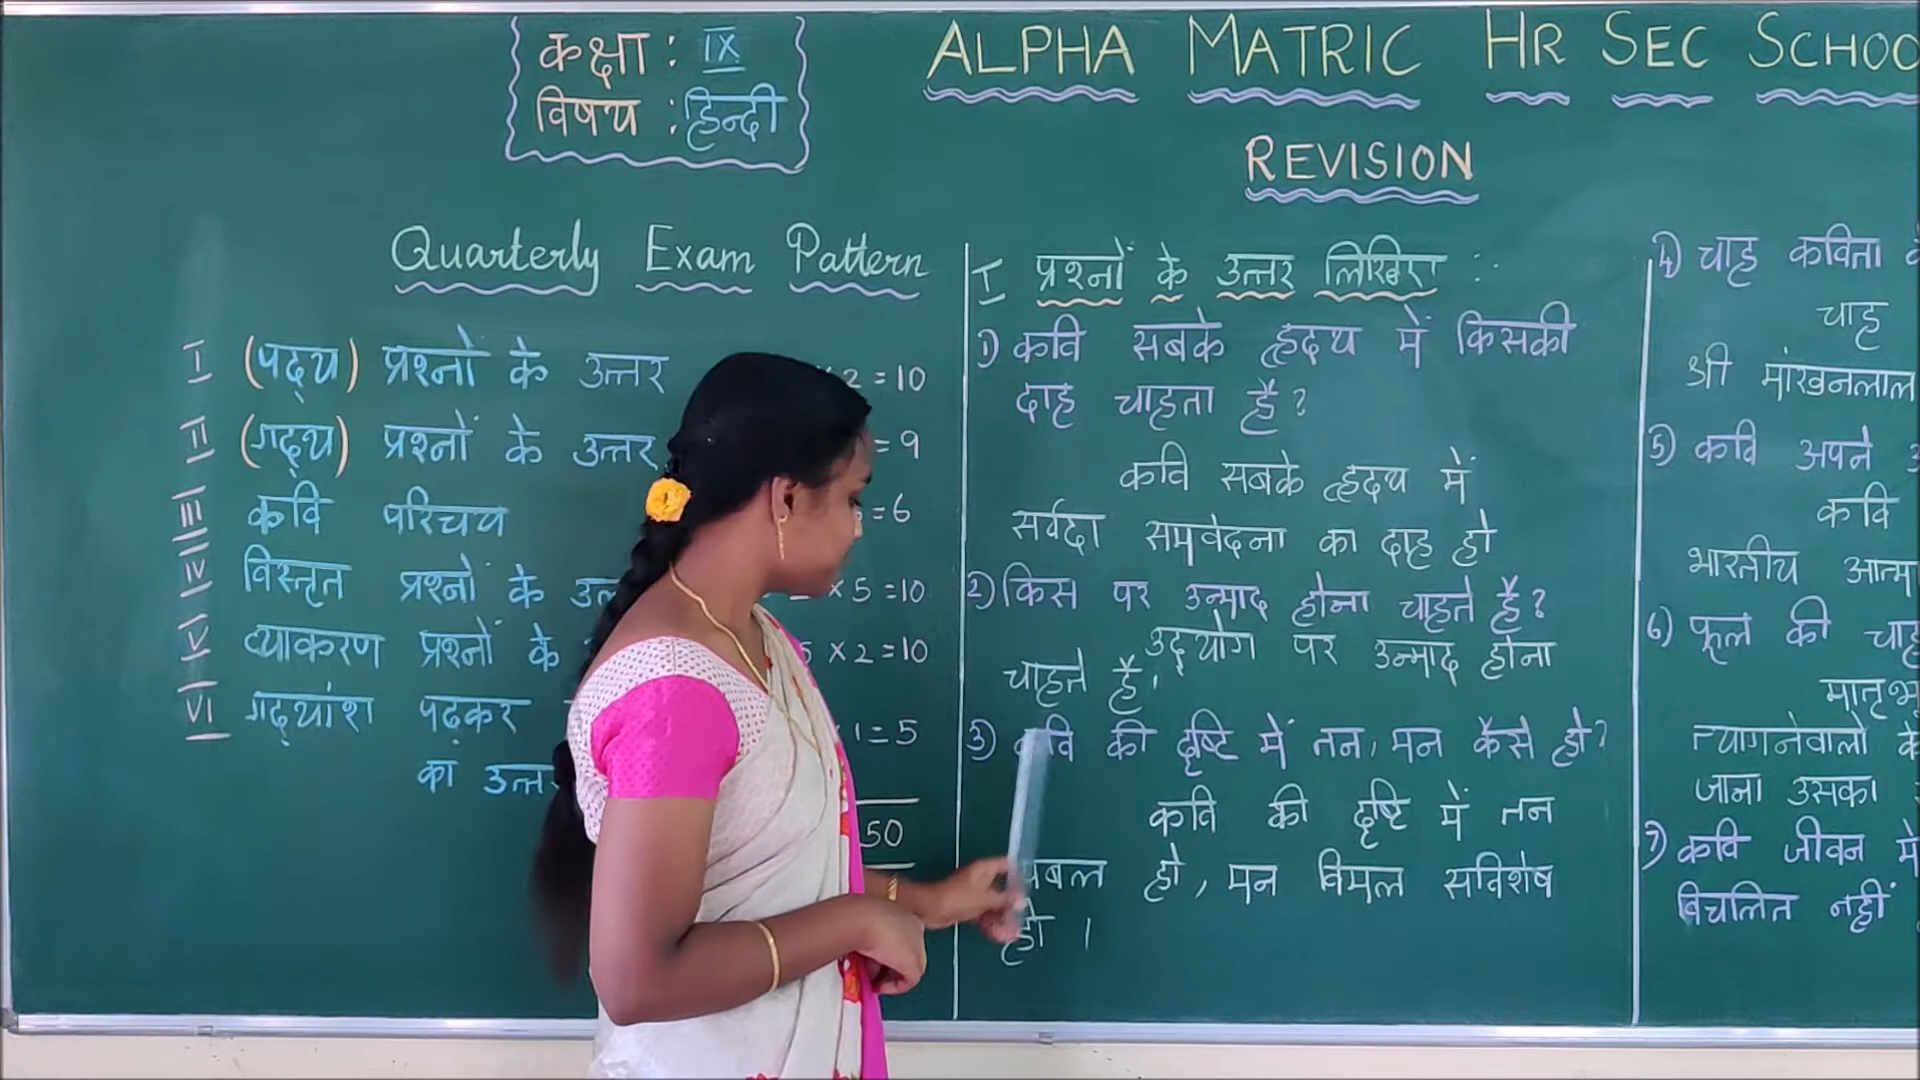 कक्षा : IX
विषय : हिन्दी
ALPHA MATRIC HR SEC SCHOO
REVISION
Quarterly Exam Pattern
I (पद्य) प्रश्नों के उत्तर 2 = 10
II (गद्य) प्रश्नों के उत्तर = 9
III कवि परिचय = 6
IV विस्तृत प्रश्नों के × 5 = 10
V व्याकरण प्रश्नों के 5 × 2 = 10
VI गद्यांश पढ़कर 1 = 5
का उत्तर
50
I प्रश्नों के उत्तर लिखिए :-
1) कवि सबके हृदय में किसकी
दाह चाहता है?
कवि सबके हृदय में
सर्वदा समवेदना का दाह हो
2) किस पर उन्माद होना चाहते हैं?
उद्योग पर उन्माद होना
चाहते हैं।
3) कवि की दृष्टि में तन, मन कैसे हो?
कवि की दृष्टि में तन
हो, मन विमल सविशेष
हो ।
4) चाह कविता
चाह
श्री मांखनलाल
5) कवि अपने
कवि
भारतीय आत्मा
6) फूल की
त्यागनेवालो के
जाना उसका
7) कवि जीवन में
विचलित नहीं